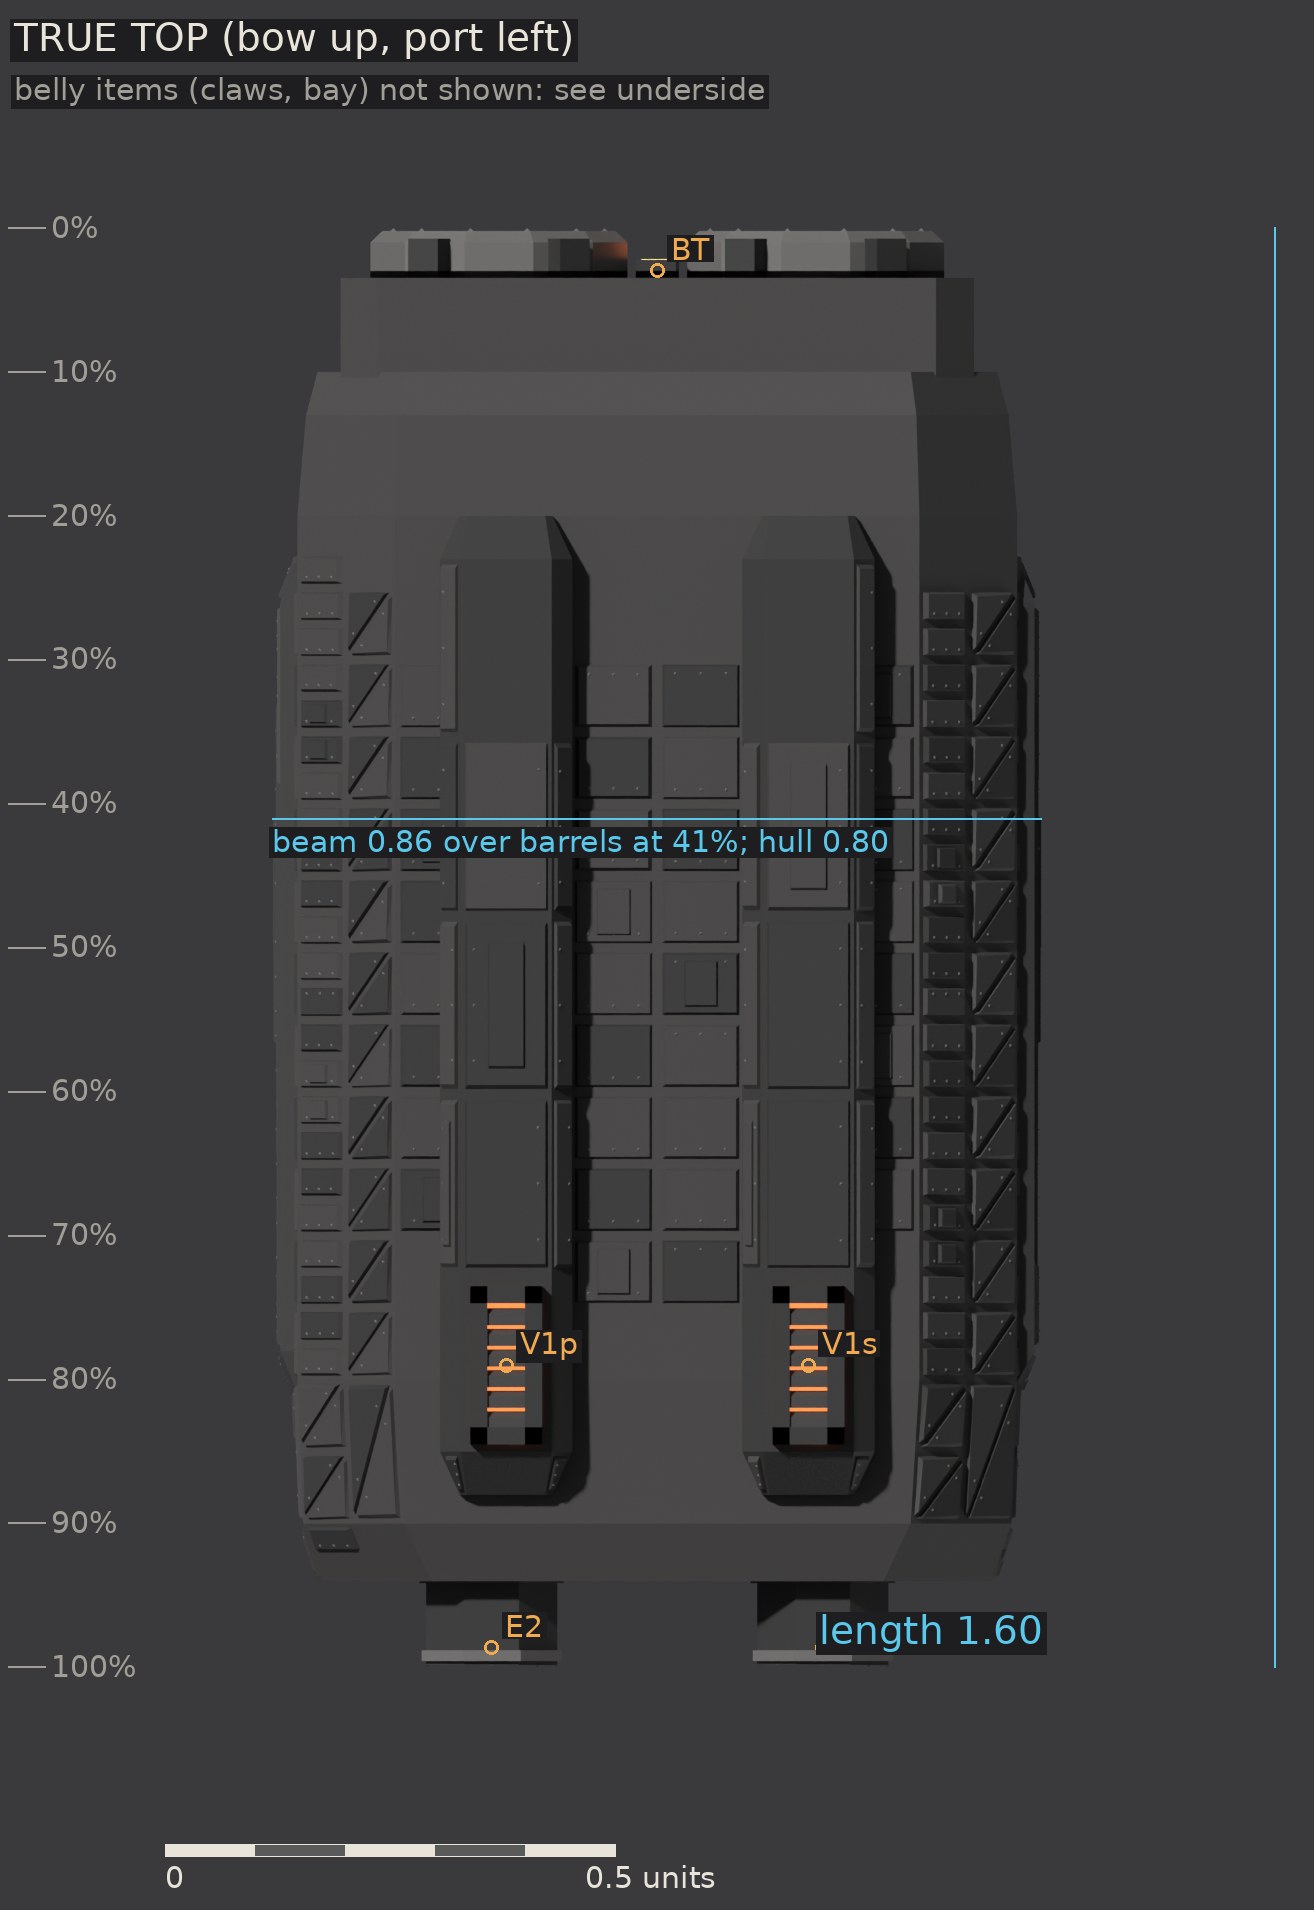 TRUE TOP (bow up, port left)
belly items (claws, bay) not shown: see underside
0%
BT
10%
20%
30%
40%
beam 0.86 over barrels at 41%; hull 0.80
50%
60%
70%
V1p
V1s
80%
90%
E2
length 1.60
100%
0
0.5 units